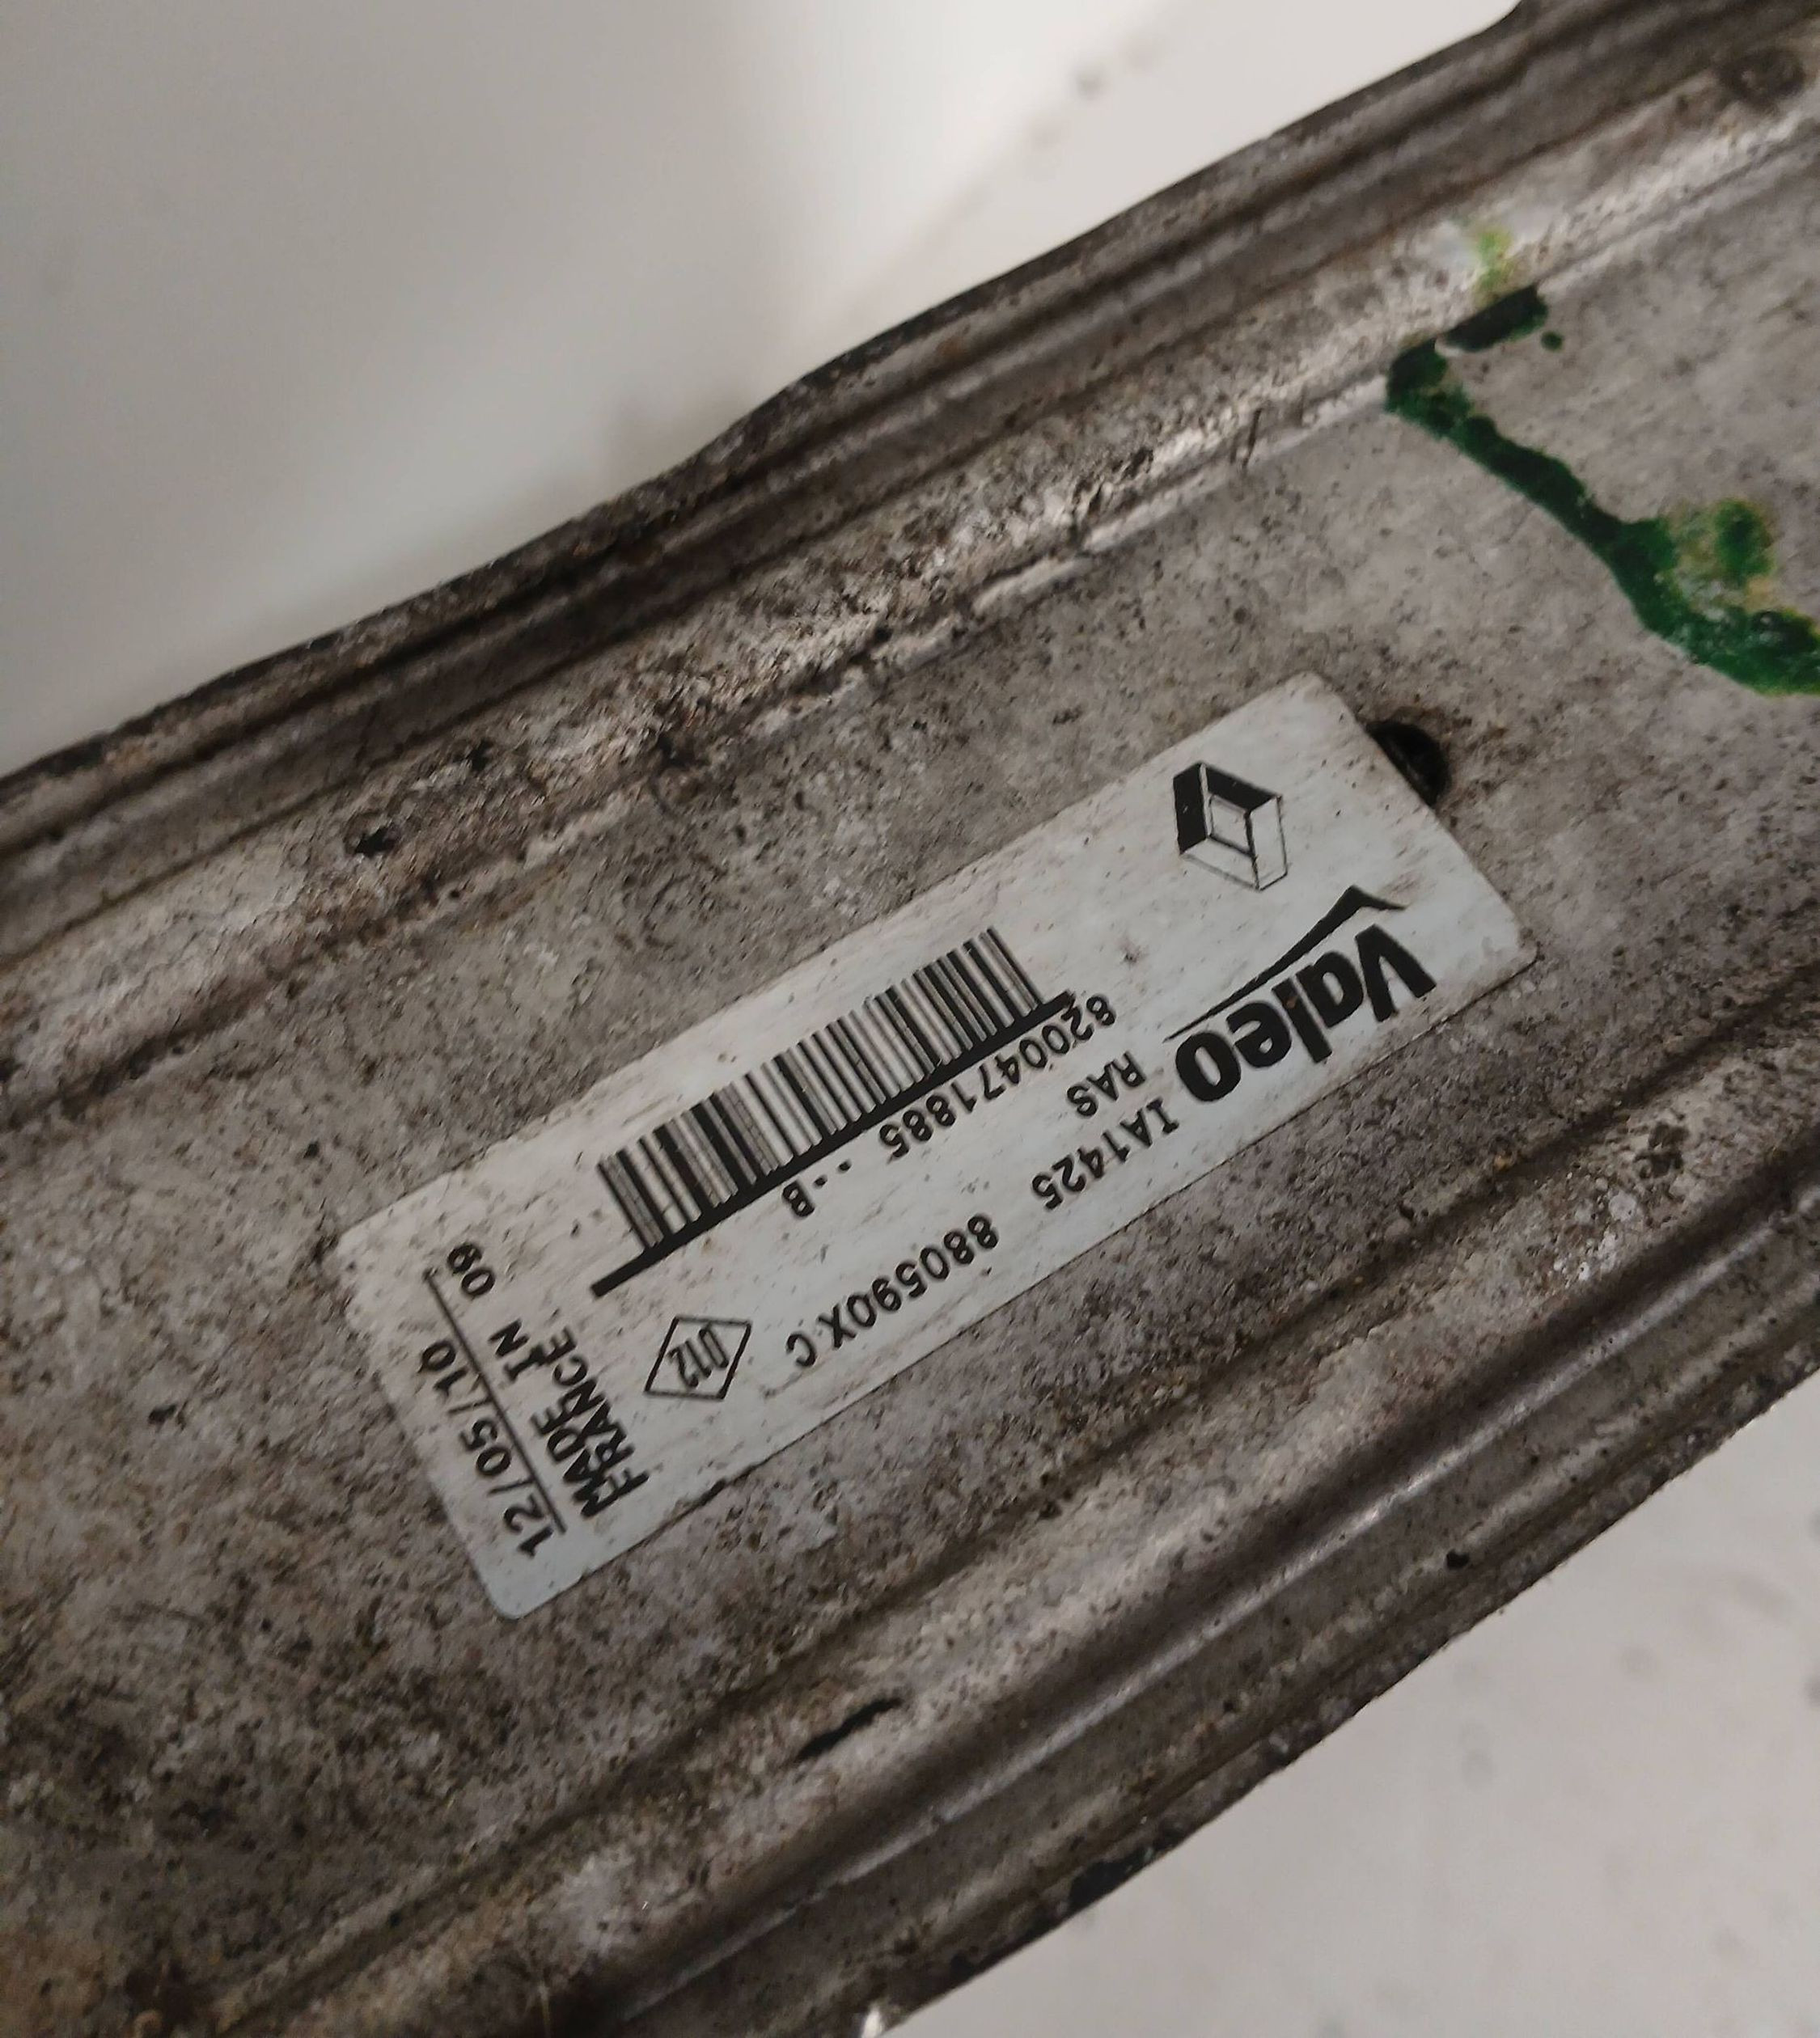 Valeo
IA1425 880590X C
RAS
8200471885 --B
012
MADE IN
FRANCE
09
12/05/10